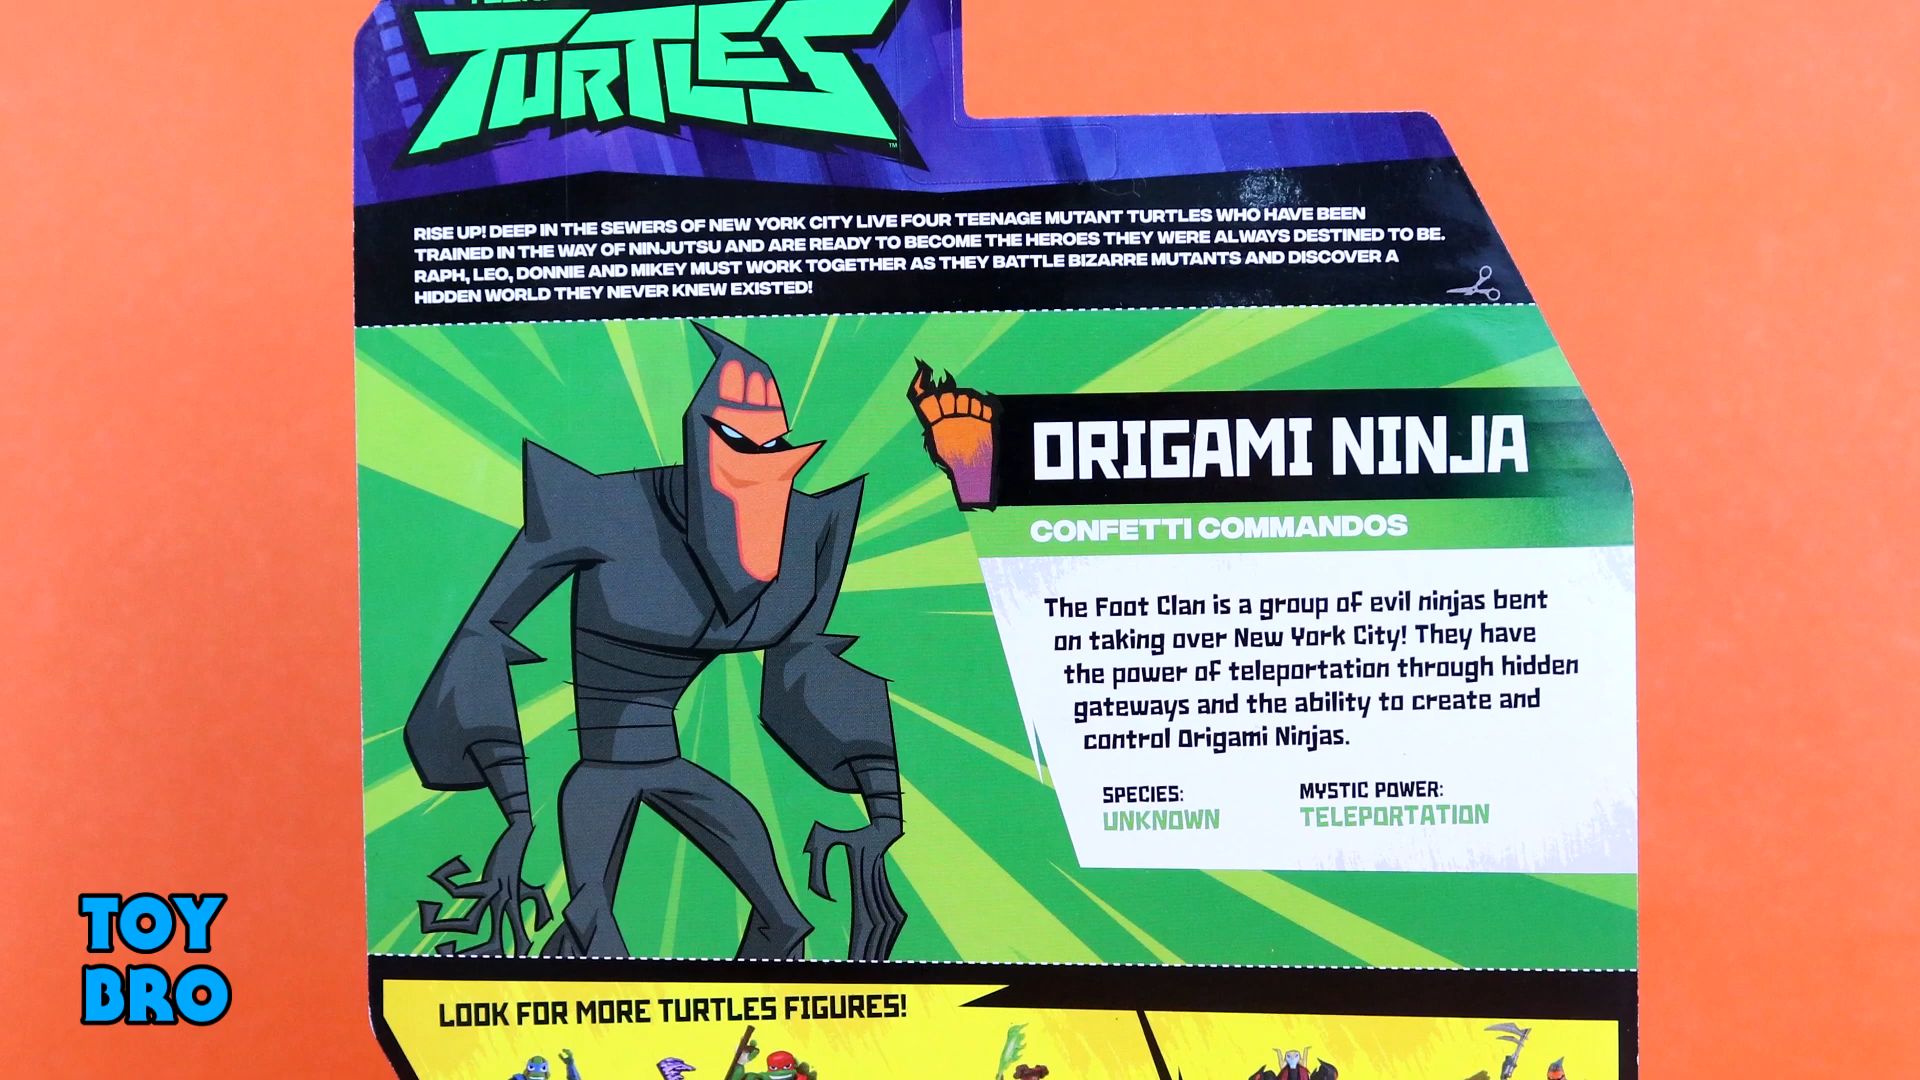 TURTLES
™
RISE UP! DEEP IN THE SEWERS OF NEW YORK CITY LIVE FOUR TEENAGE MUTANT TURTLES WHO HAVE BEEN
TRAINED IN THE WAY OF NINJUTSU AND ARE READY TO BECOME THE HEROES THEY WERE ALWAYS DESTINED TO BE.
RAPH, LEO, DONNIE AND MIKEY MUST WORK TOGETHER AS THEY BATTLE BIZARRE MUTANTS AND DISCOVER A
HIDDEN WORLD THEY NEVER KNEW EXISTED!
ORIGAMI NINJA
CONFETTI COMMANDOS
The Foot Clan is a group of evil ninjas bent
on taking over New York City! They have
the power of teleportation through hidden
gateways and the ability to create and
control Origami Ninjas.
SPECIES:
UNKNOWN
MYSTIC POWER:
TELEPORTATION
LOOK FOR MORE TURTLES FIGURES!
TOY
BRO